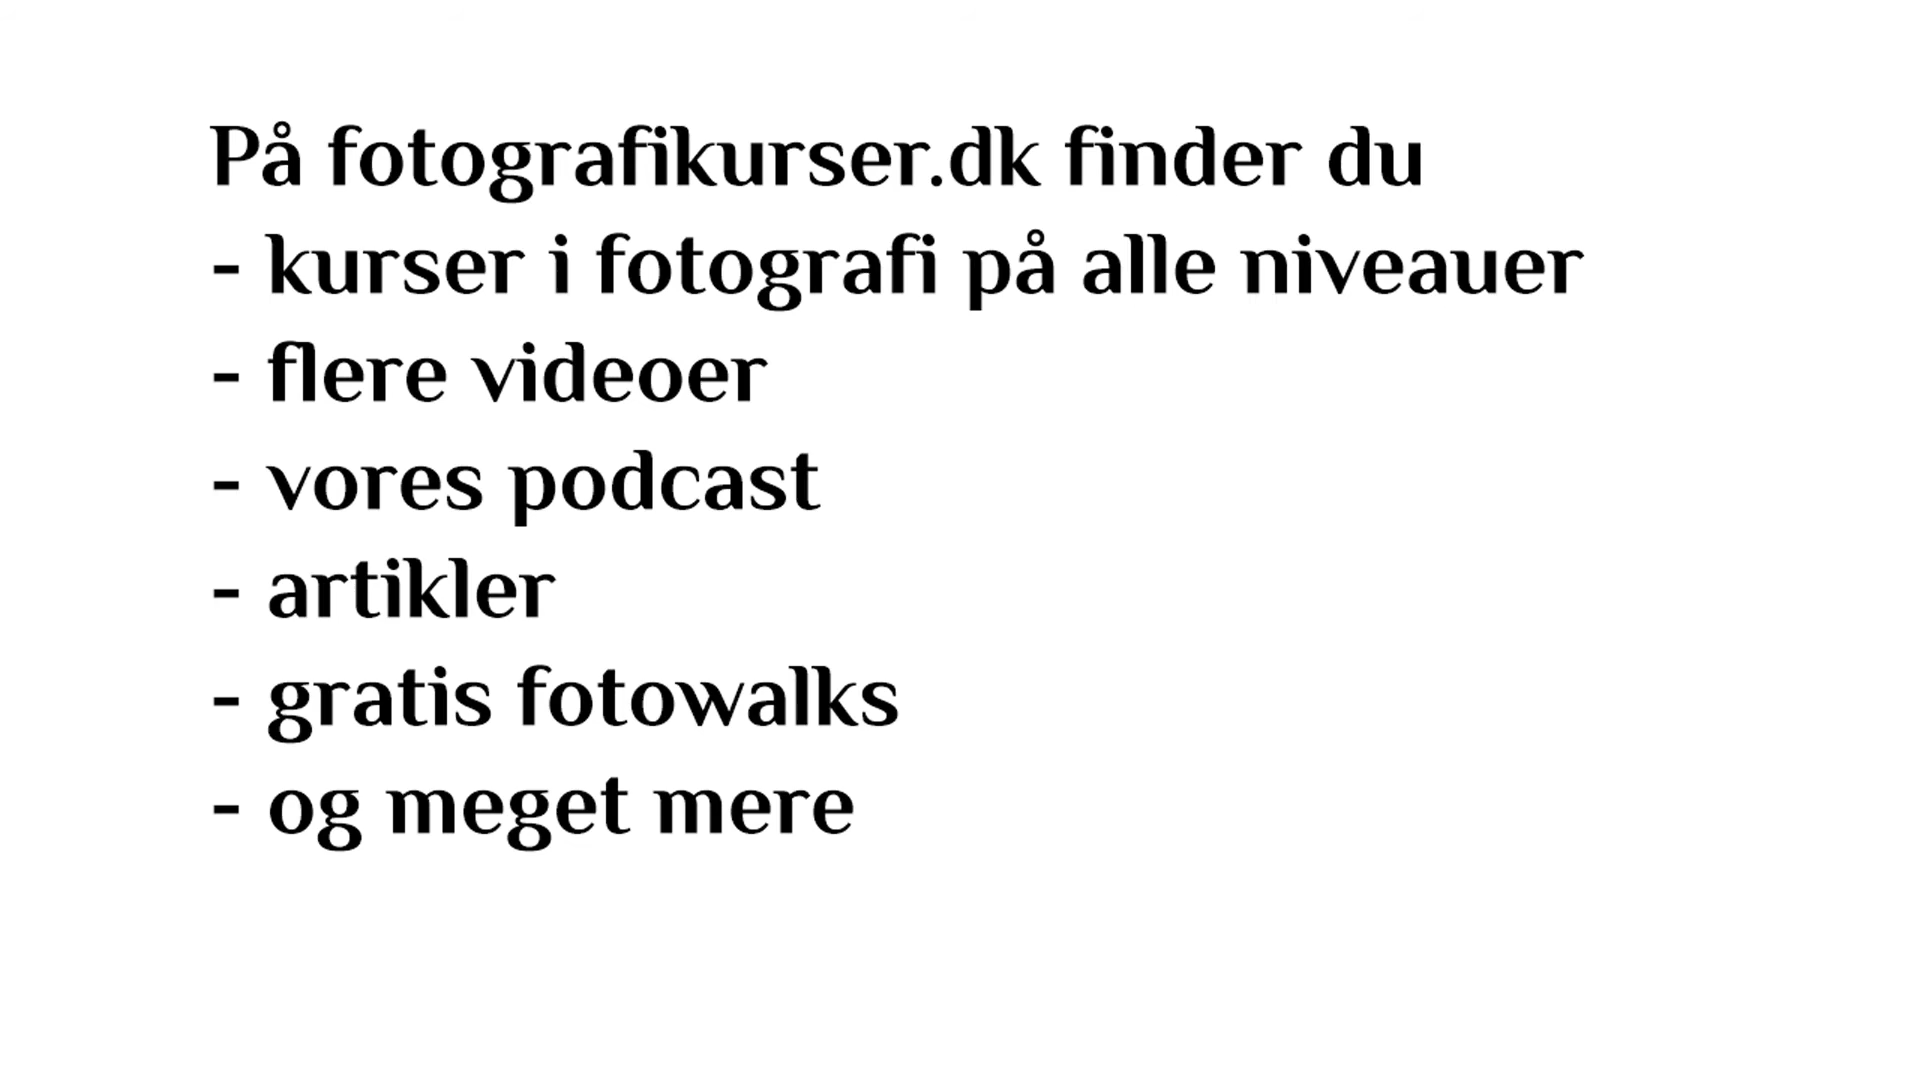 På fotografikurser.dk finder du
- kurser i fotografi på alle niveauer
- flere videoer
- vores podcast
- artikler
- gratis fotowalks
- og meget mere